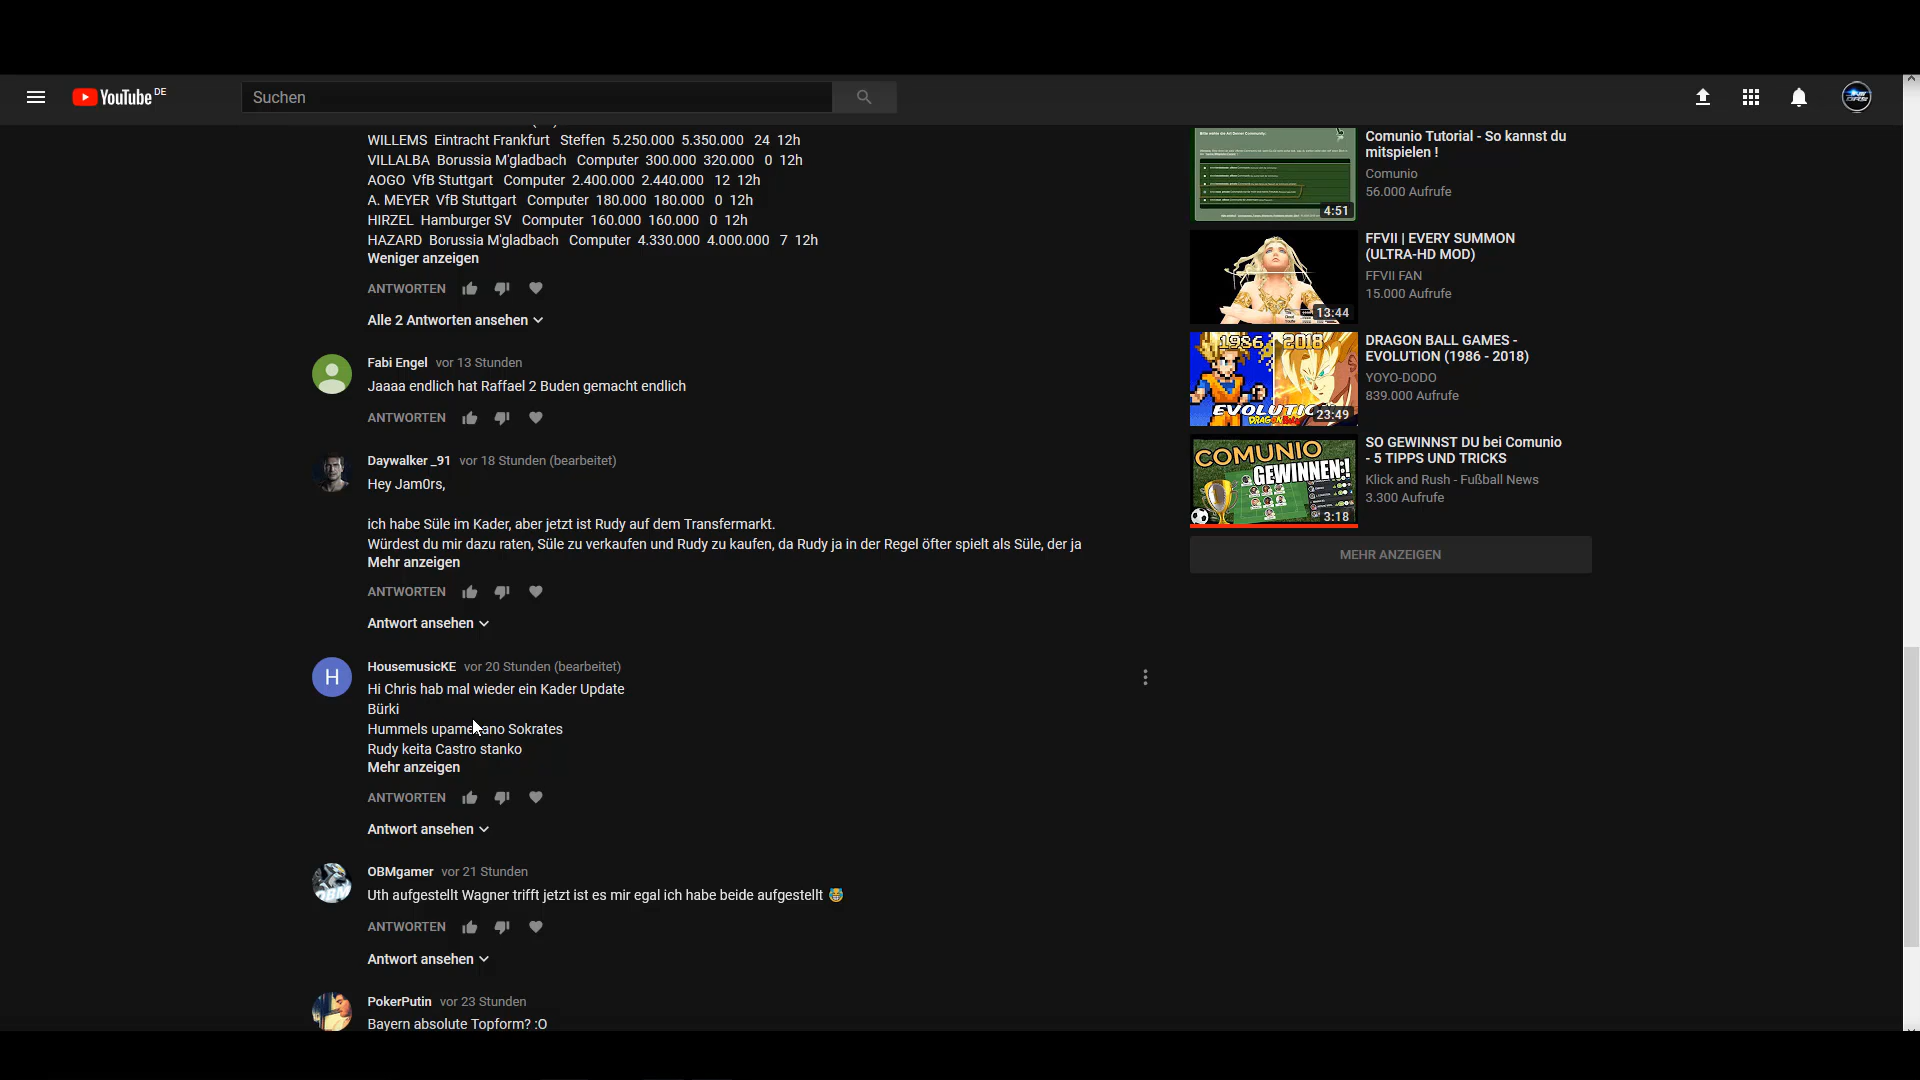 YouTube DE
Suchen
WILLEMS Eintracht Frankfurt Steffen 5.250.000 5.350.000 24 12h
VILLALBA Borussia M'gladbach Computer 300.000 320.000 0 12h
AOGO VfB Stuttgart Computer 2.400.000 2.440.000 12 12h
A. MEYER VfB Stuttgart Computer 180.000 180.000 0 12h
HIRZEL Hamburger SV Computer 160.000 160.000 0 12h
HAZARD Borussia M'gladbach Computer 4.330.000 4.000.000 7 12h
Weniger anzeigen
ANTWORTEN
Alle 2 Antworten ansehen
Fabi Engel vor 13 Stunden
Jaaaa endlich hat Raffael 2 Buden gemacht endlich
ANTWORTEN
Daywalker _91 vor 18 Stunden (bearbeitet)
Hey Jam0rs,
ich habe Süle im Kader, aber jetzt ist Rudy auf dem Transfermarkt.
Würdest du mir dazu raten, Süle zu verkaufen und Rudy zu kaufen, da Rudy ja in der Regel öfter spielt als Süle, der ja
Mehr anzeigen
ANTWORTEN
Antwort ansehen
H
HousemusicKE vor 20 Stunden (bearbeitet)
Hi Chris hab mal wieder ein Kader Update
Bürki
Hummels Sokrates
Rudy keita Castro stanko
Mehr anzeigen
ANTWORTEN
Antwort ansehen
OBMgamer vor 21 Stunden
Uth aufgestellt Wagner trifft jetzt ist es mir egal ich habe beide aufgestellt 😹
ANTWORTEN
Antwort ansehen
PokerPutin vor 23 Stunden
Bayern absolute Topform? :O
4:51
Comunio Tutorial - So kannst du
mitspielen !
Comunio
56.000 Aufrufe
13:44
FFVII | EVERY SUMMON
(ULTRA-HD MOD)
FFVII FAN
15.000 Aufrufe
1986 2018
EVOLUTIO
DRAGON
23:49
DRAGON BALL GAMES -
EVOLUTION (1986 - 2018)
YOYO-DODO
839.000 Aufrufe
COMUNIO
GEWINNEN!
3:18
SO GEWINNST DU bei Comunio
- 5 TIPPS UND TRICKS
Klick and Rush - Fußball News
3.300 Aufrufe
MEHR ANZEIGEN